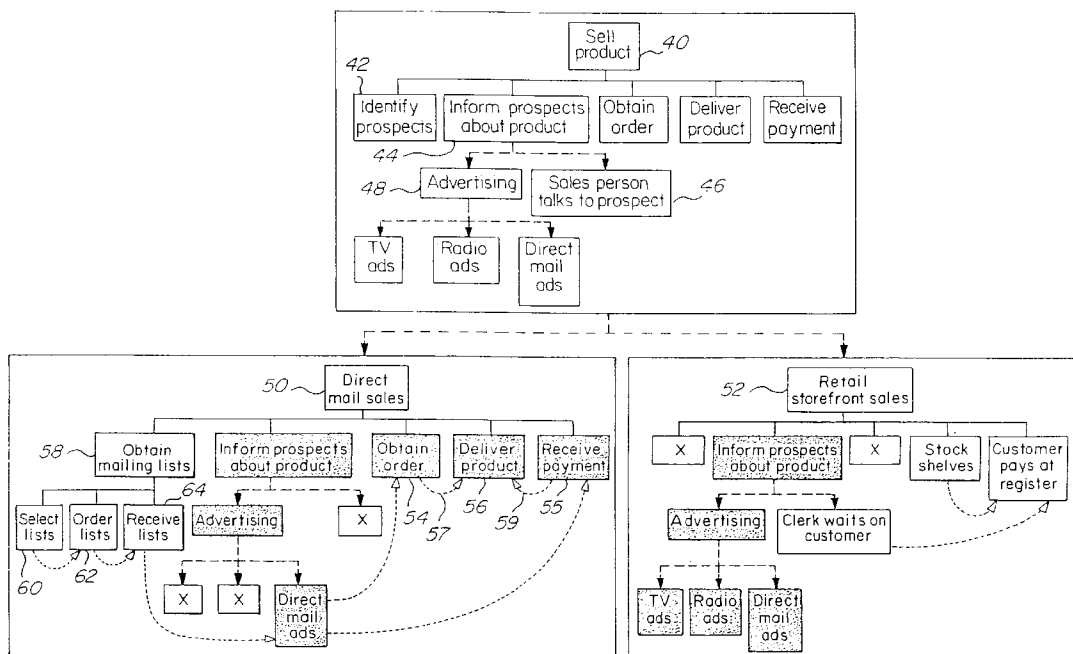 Sell
product
40
42
Identify
prospects
Inform prospects
about product
Obtain
order
Deliver
product
Receive
payment
44
48
Advertising
Sales person
talks to prospect
46
TV
ads
Radio
ads
Direct
mail ads
50
Direct
mail sales
58
Obtain
mailing lists
Inform prospects
about product
Obtain
order
Deliver
product
Receive
payment
64
54
57
56
59
55
Select
lists
Order
lists
Receive
lists
60
62
Advertising
X
X
X
Direct
mail
ads
52
Retail
storefront sales
X
Inform prospects
about product
X
Stock
shelves
Customer
pays at
register
Advertising
Clerk waits on
customer
TV
ads
Radio
ads
Direct
mail ads